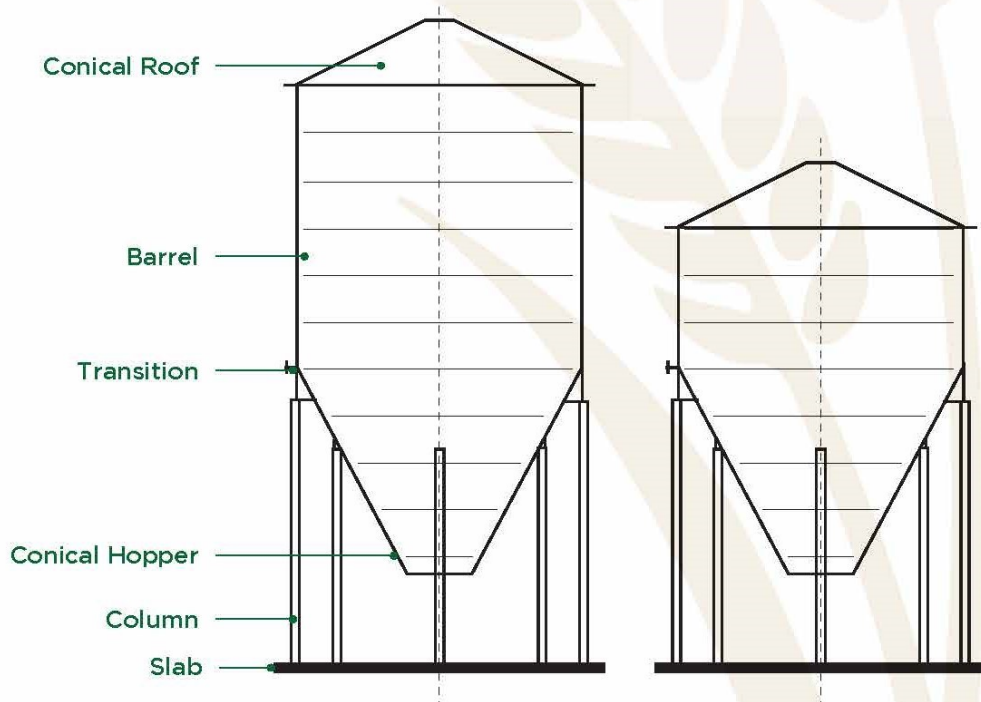 Conical Roof
Barrel
Transition
Conical Hopper
Column
Slab